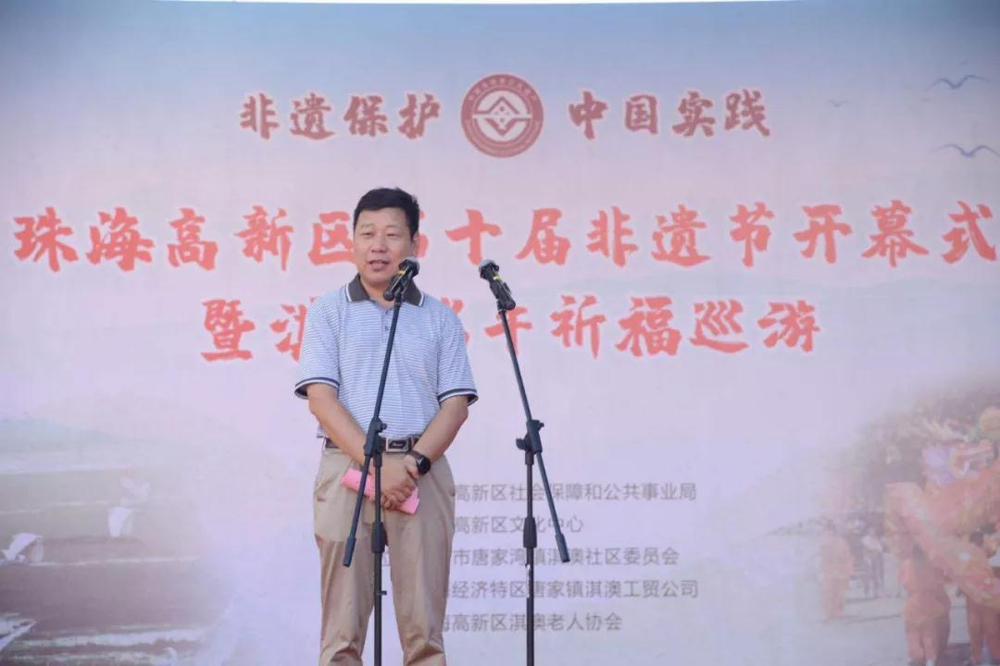 非遗保护 中国实践
珠海高新区 十届非遗节开幕式
暨淇 午祈福巡游
高新区社会保障和公共事业局
高新区文化中心
市唐家湾镇淇澳社区委员会
经济特区唐家镇淇澳工贸公司
海高新区淇澳老人协会